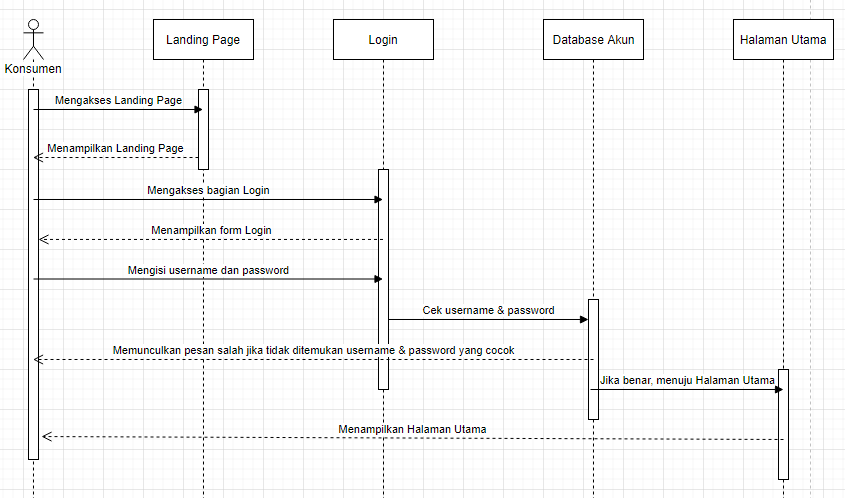 Landing Page
Login
Database Akun
Halaman Utama
Konsumen
Mengakses Landing Page
Menampilkan Landing Page
Mengakses bagian Login
Menampilkan form Login
Mengisi username dan password
Cek username & password
Memunculkan pesan salah jika tidak ditemukan username & password yang cocok
Jika benar, menuju Halaman Utama
Menampilkan Halaman Utama